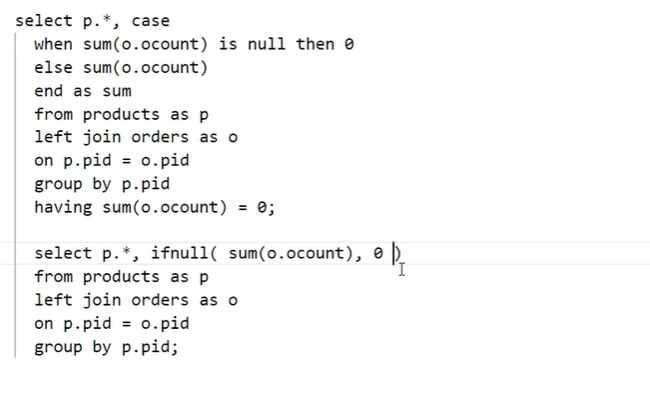 select p.*, case
when sum(o.ocount) is null then 0
else sum(o.ocount)
end as sum
from products as p
left join orders as o
on p.pid = o.pid
group by p.pid
having sum(o.ocount) = 0;
select p.*, ifnull( sum(o.ocount), 0 )
from products as p
left join orders as o
on p.pid = o.pid
group by p.pid;